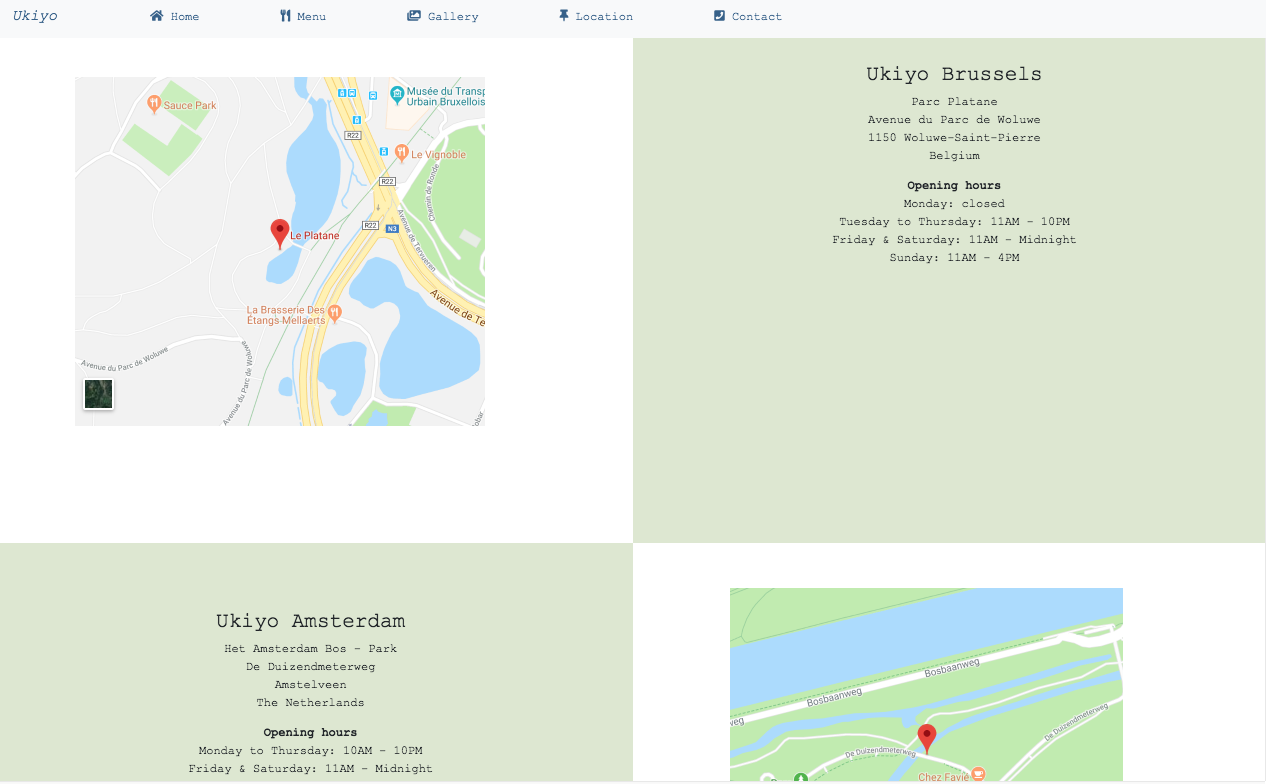 Ukiyo
Home
Menu
Gallery
Location
Contact
Sauce Park
Musée du Transp
Urbain Bruxellois
R22
Le Vignoble
R22
Chemin de Ronde
R22
N3
Le Platane
Avenue de Tervueren
La Brasserie Des
Étangs Mellaerts
Avenue de Te
Avenue du Parc de Woluwe
Avenue du Parc de Woluwe
Ukiyo Brussels
Parc Platane
Avenue du Parc de Woluwe
1150 Woluwe-Saint-Pierre
Belgium
Opening hours
Monday: closed
Tuesday to Thursday: 11AM - 10PM
Friday & Saturday: 11AM - Midnight
Sunday: 11AM - 4PM
Ukiyo Amsterdam
Het Amsterdam Bos - Park
De Duizendmeterweg
Amstelveen
The Netherlands
Opening hours
Monday to Thursday: 10AM - 10PM
Friday & Saturday: 11AM - Midnight
Bosbaanweg
Bosbaanweg
weg
De Duizendmeterweg
De Duizendmeterweg
Chez Favié